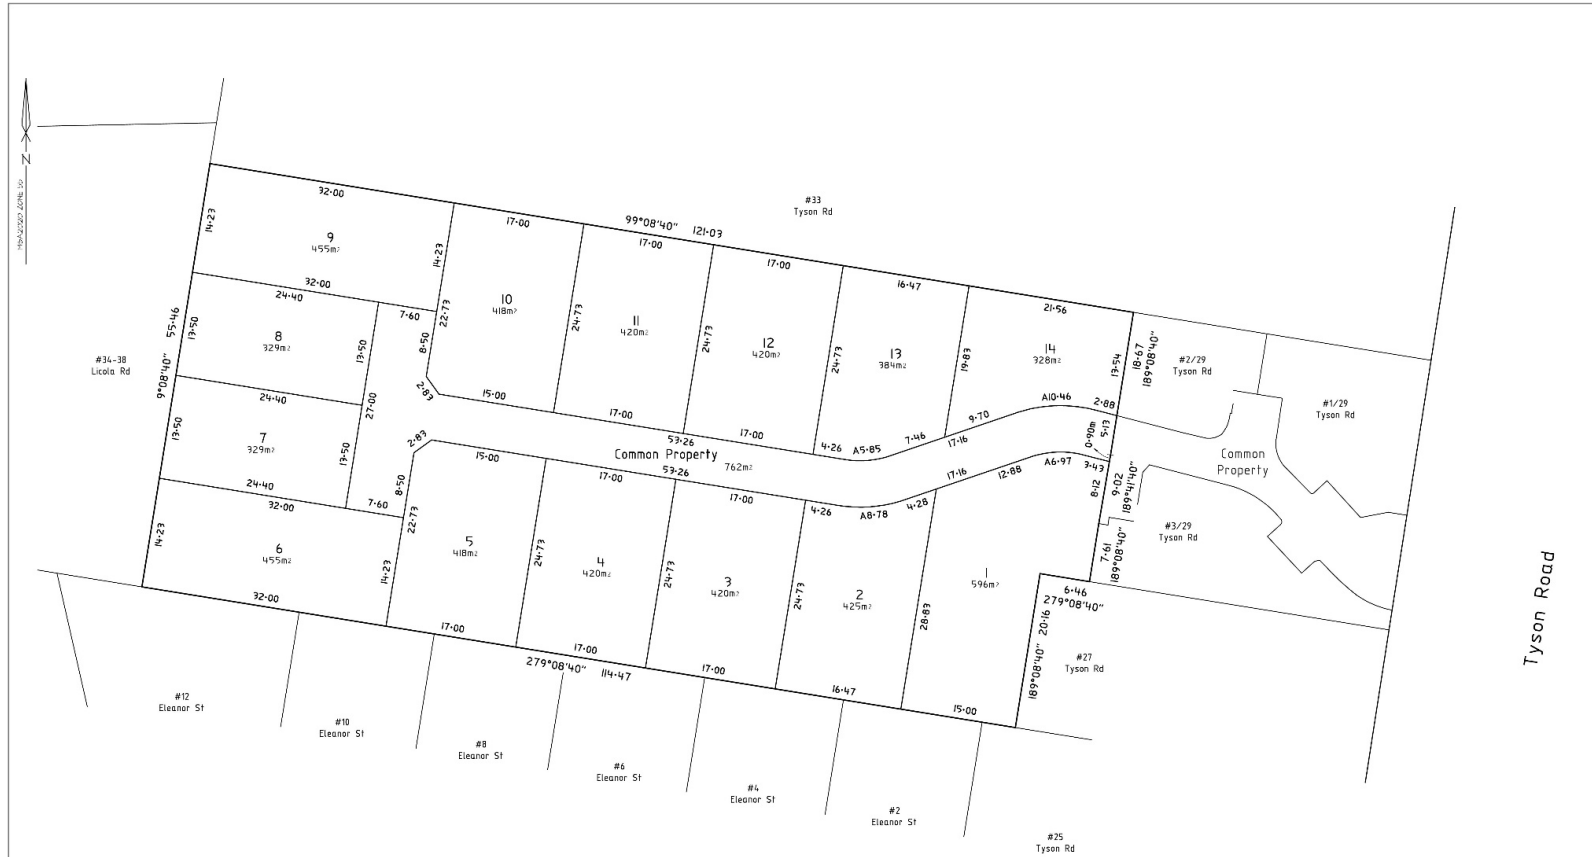 N
MGA2020 ZONE 50
#33
Tyson Rd
99°08'40" 121·03
32·00
17·00
17·00
17·00
16·47
21·56
14·23
9
455m²
14·23
32·00
24·40
7·60
22·73
8·50
2·83
10
418m²
15·00
24·73
11
420m²
17·00
24·73
12
420m²
17·00
24·73
13
384m²
4·26
A5·85
7·46
19·83
14
328m²
13·54
9·70
A10·46
2·88
18·67
189°08'40"
#2/29
Tyson Rd
#1/29
Tyson Rd
#34-38
Licola Rd
9°08'40" 55·46
13·50
8
329m²
13·50
24·40
27·00
13·50
7
329m²
13·50
24·40
7·60
32·00
14·23
6
455m²
14·23
32·00
53·26
Common Property
762m²
53·26
17·16
17·16
0·90m
5·13
Common
Property
2·83
8·50
22·73
15·00
5
418m²
17·00
24·73
17·00
4
420m²
17·00
24·73
17·00
3
420m²
17·00
24·73
4·26
A8·78
4·28
2
425m²
16·47
28·83
12·88
A6·97
3·43
8·12
9·02
189°41'40"
1
596m²
15·00
7·61
189°08'40"
#3/29
Tyson Rd
6·46
279°08'40"
189°08'40" 20·16
#27
Tyson Rd
279°08'40" 114·47
Tyson Road
#12
Eleanor St
#10
Eleanor St
#8
Eleanor St
#6
Eleanor St
#4
Eleanor St
#2
Eleanor St
#25
Tyson Rd